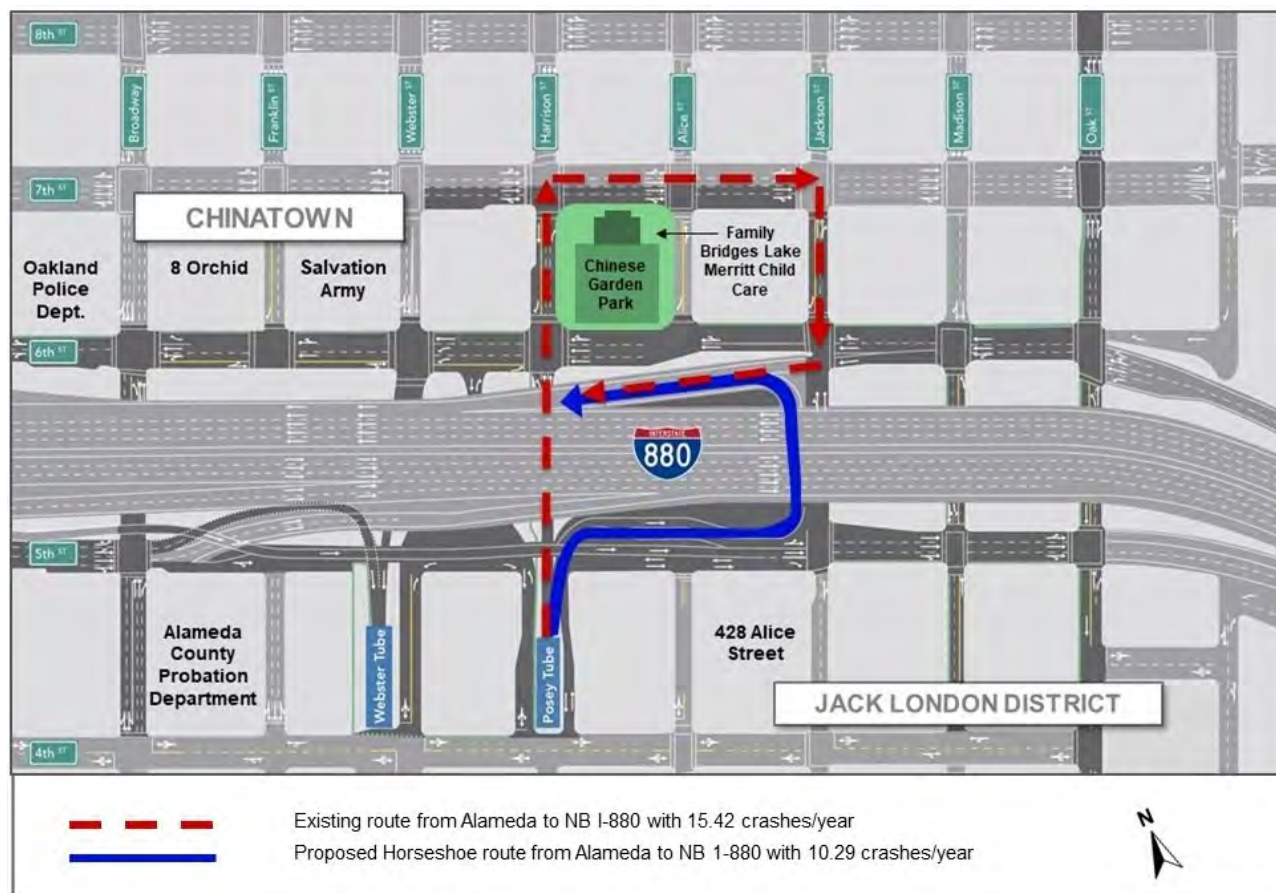 8th ST
Broadway
Franklin ST
Webster ST
Harrison ST
Alice ST
Jackson ST
Madison ST
Oak ST
7th ST
CHINATOWN
Oakland
Police
Dept.
8 Orchid
Salvation
Army
Chinese
Garden
Park
Family
Bridges Lake
Merritt Child
Care
6th ST
INTERSTATE
880
5th ST
Alameda
County
Probation
Department
Webster Tube
Posey Tube
428 Alice
Street
JACK LONDON DISTRICT
4th ST
Existing route from Alameda to NB I-880 with 15.42 crashes/year
Proposed Horseshoe route from Alameda to NB 1-880 with 10.29 crashes/year
N